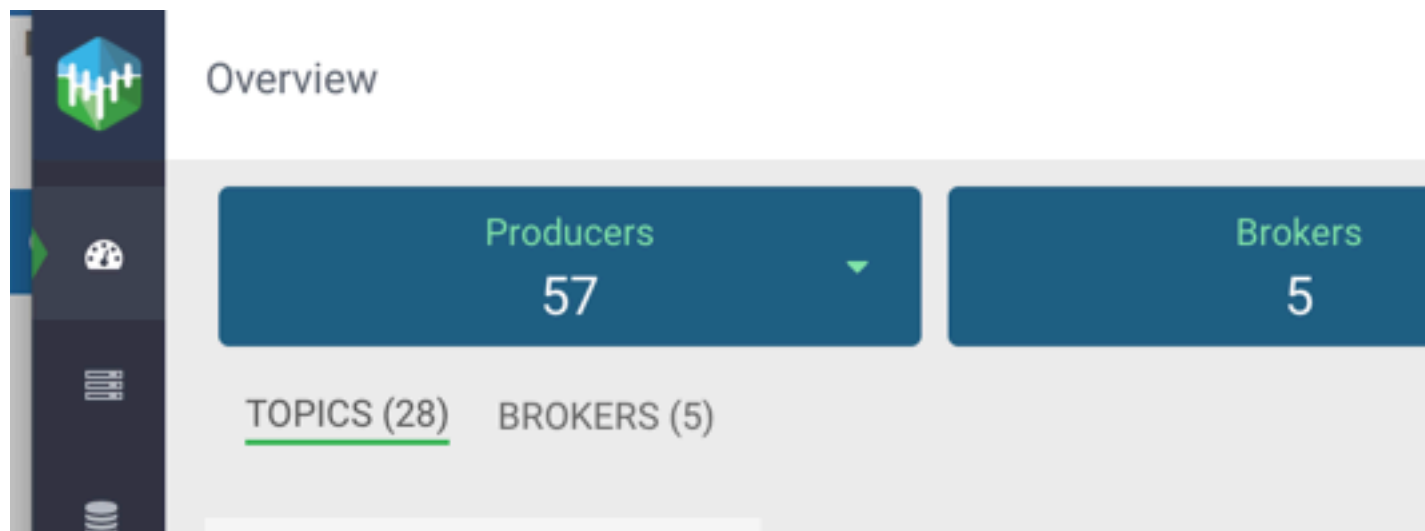 Overview
Producers
57
Brokers
5
TOPICS (28)
BROKERS (5)